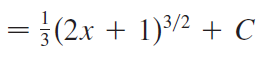 = 1/3 (2x + 1)^{3/2} + C